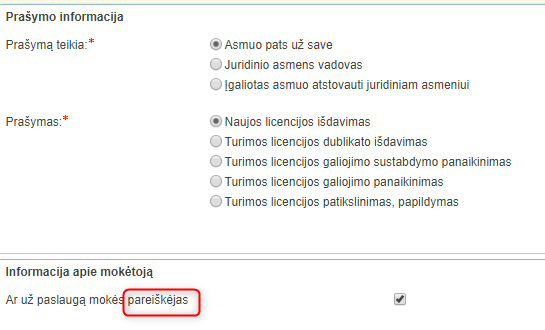 Prašymo informacija
Prašymą teikia:* Asmuo pats už save
Juridinio asmens vadovas
Įgaliotas asmuo atstovauti juridiniam asmeniui
Prašymas:* Naujos licencijos išdavimas
Turimos licencijos dublikato išdavimas
Turimos licencijos galiojimo sustabdymo panaikinimas
Turimos licencijos galiojimo panaikinimas
Turimos licencijos patikslinimas, papildymas
Informacija apie mokėtoją
Ar už paslaugą mokės pareiškėjas